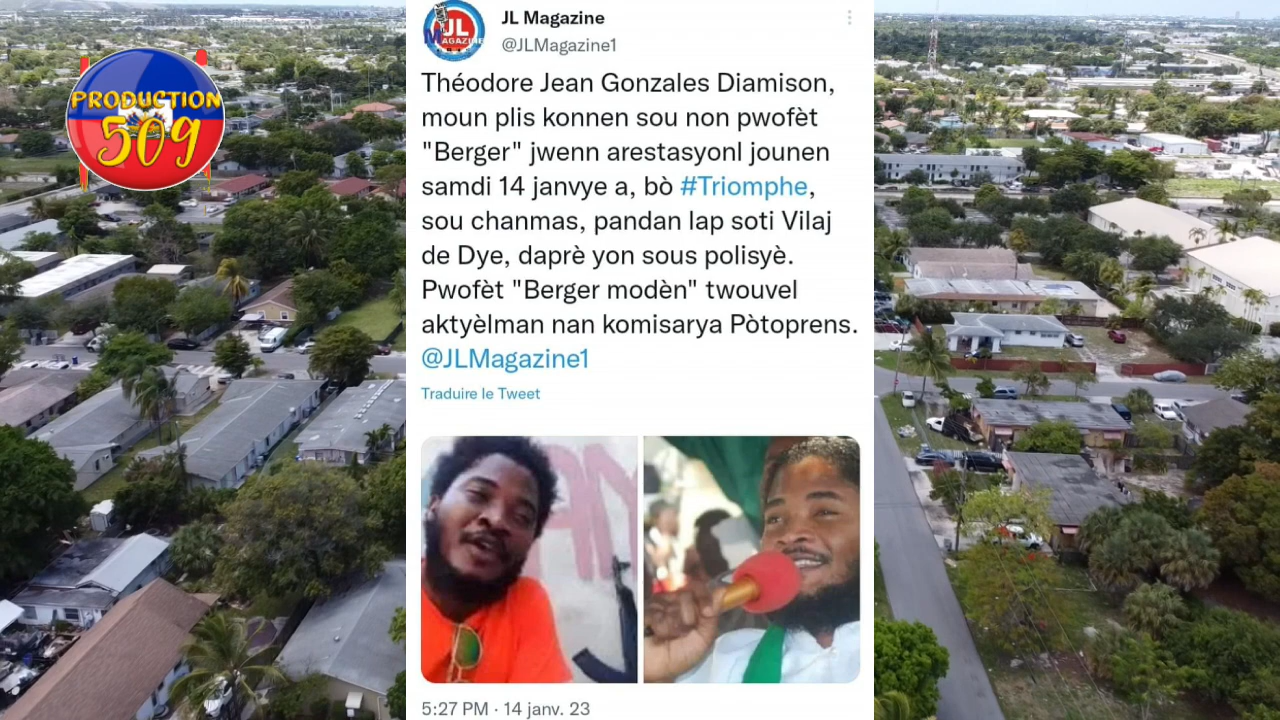 PRODUCTION
509
JL
MAGAZINE
JL Magazine
@JLMagazine1
Théodore Jean Gonzales Diamison,
moun plis konnen sou non pwofèt
"Berger" jwenn arestasyonl jounen
samdi 14 janvye a, bò #Triomphe,
sou chanmas, pandan lap soti Vilaj
de Dye, daprè yon sous polisyè.
Pwofèt "Berger modèn" twouvel
aktyèlman nan komisarya Pòtoprens.
@JLMagazine1
Traduire le Tweet
5:27 PM · 14 janv. 23